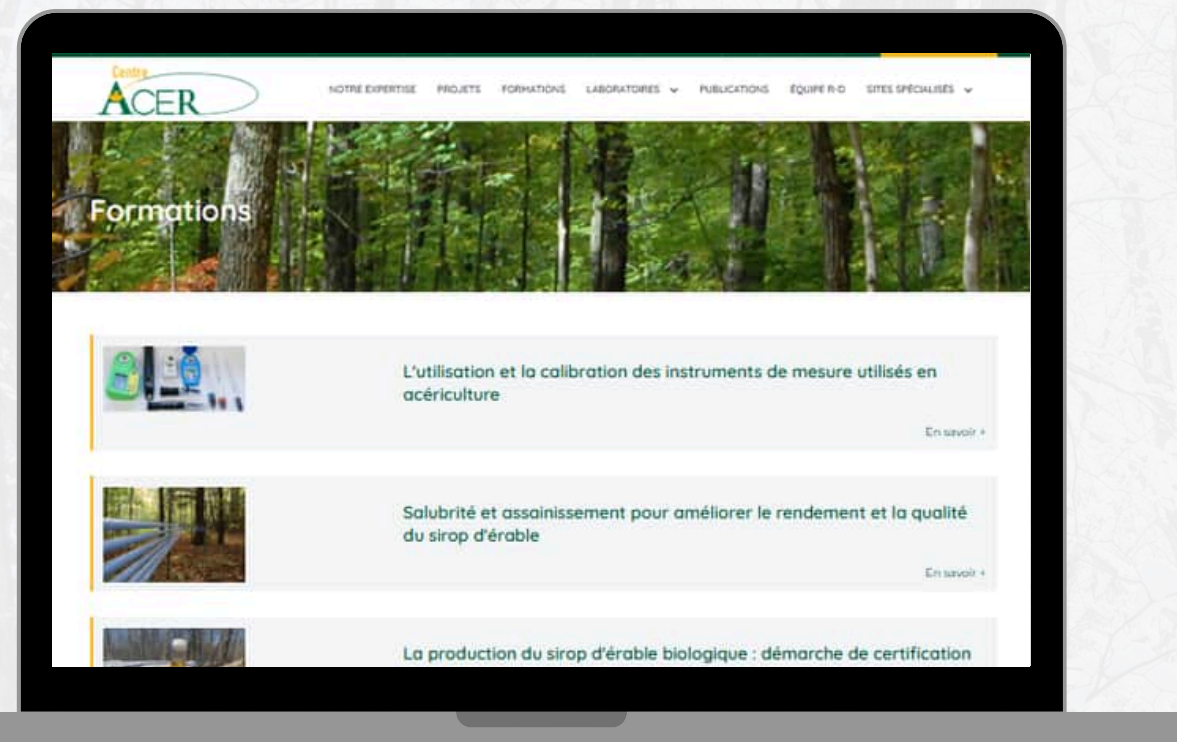 Centre
ACER
NOTRE EXPERTISE PROJETS FORMATIONS LABORATOIRES PUBLICATIONS ÉQUIPE R-D SITES SPÉCIALISÉS
Formations
L'utilisation et la calibration des instruments de mesure utilisés en
acériculture
En savoir +
Salubrité et assainissement pour améliorer le rendement et la qualité
du sirop d'érable
En savoir +
La production du sirop d'érable biologique : démarche de certification